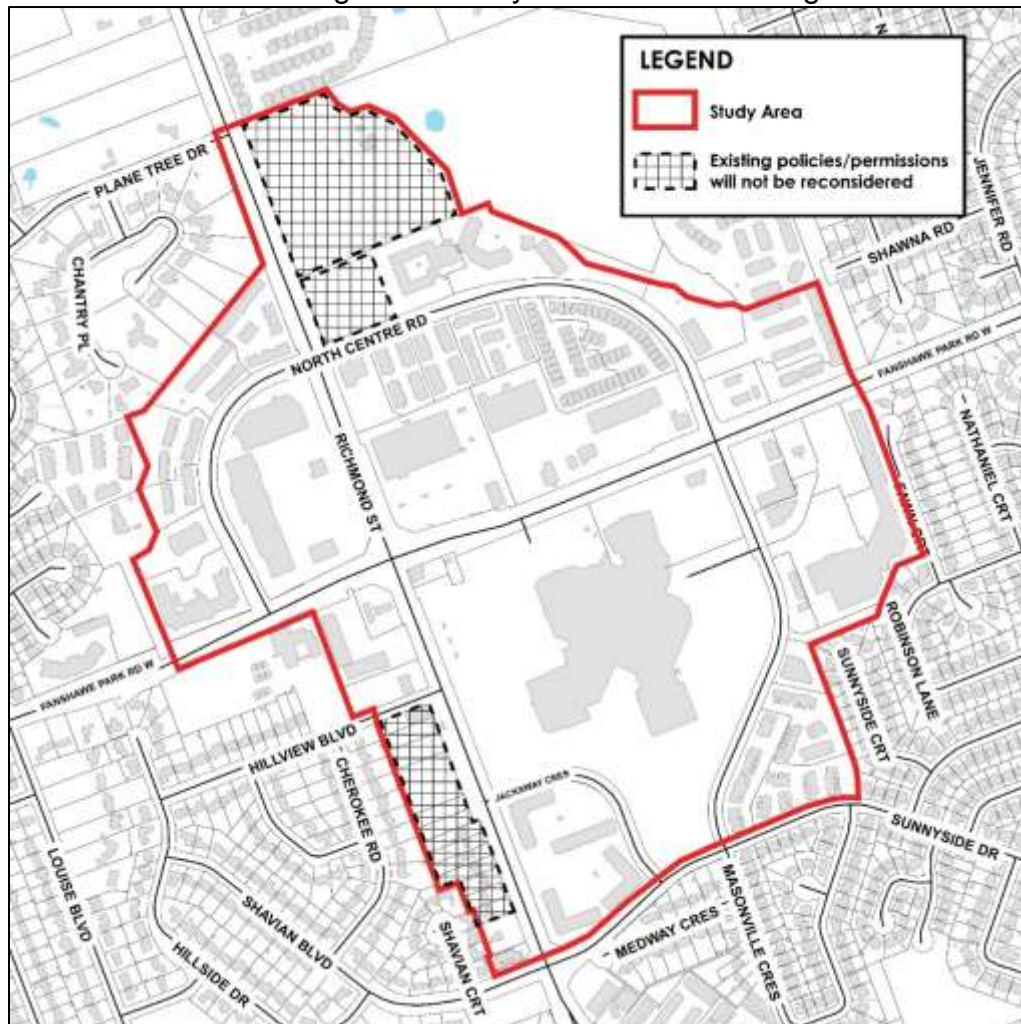 LEGEND
Study Area
Existing policies/permissions
will not be reconsidered
PLANE TREE DR
JENNIFER RD
SHAWNA RD
CHANTRY PL
NORTH CENTRE RD
FANSHAWE PARK RD W
NATHANIEL CRT
RICHMOND ST
FAWN CRT
ROBINSON LANE
SUNNYSIDE CRT
FANSHAWE PARK RD W
HILLVIEW BLVD
CHEROKEE RD
JACKSWAY CRES
SUNNYSIDE DR
LOUISE BLVD
SHAVIAN BLVD
HILLSIDE DR
SHAVIAN CRT
MEDWAY CRES
MASONVILLE CRES